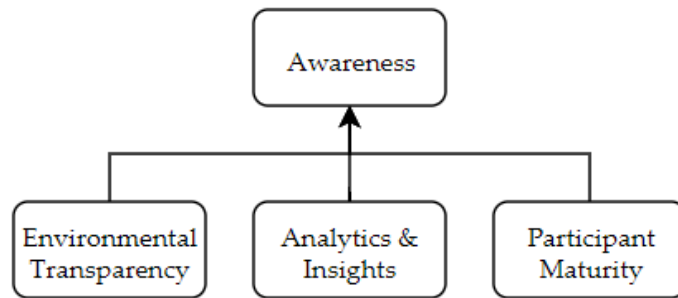 Awareness
Environmental
Transparency
Analytics &
Insights
Participant
Maturity